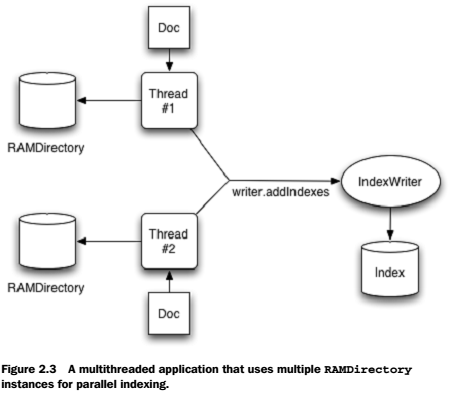 Doc
Thread
#1
RAMDirectory
writer.addIndexes
IndexWriter
Thread
#2
Index
RAMDirectory
Doc
Figure 2.3 A multithreaded application that uses multiple RAMDirectory
instances for parallel indexing.